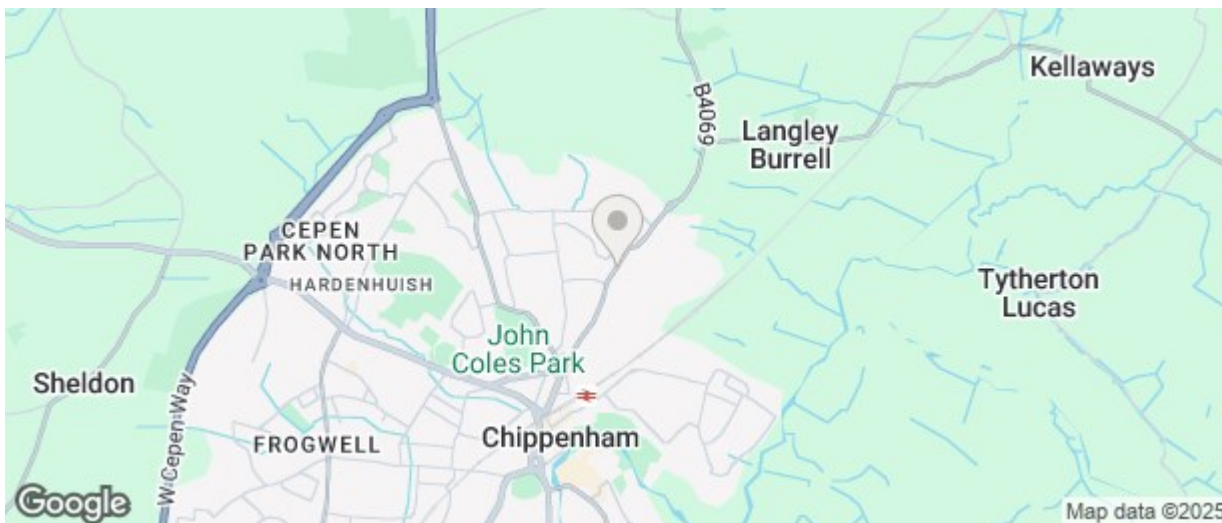 Kellaways
B4069
Langley
Burrell
CEPEN
PARK NORTH
HARDENHUISH
Tytherton
Lucas
John
Coles Park
Sheldon
W Cepen Way
FROGWELL
Chippenham
Google
Map data ©2025